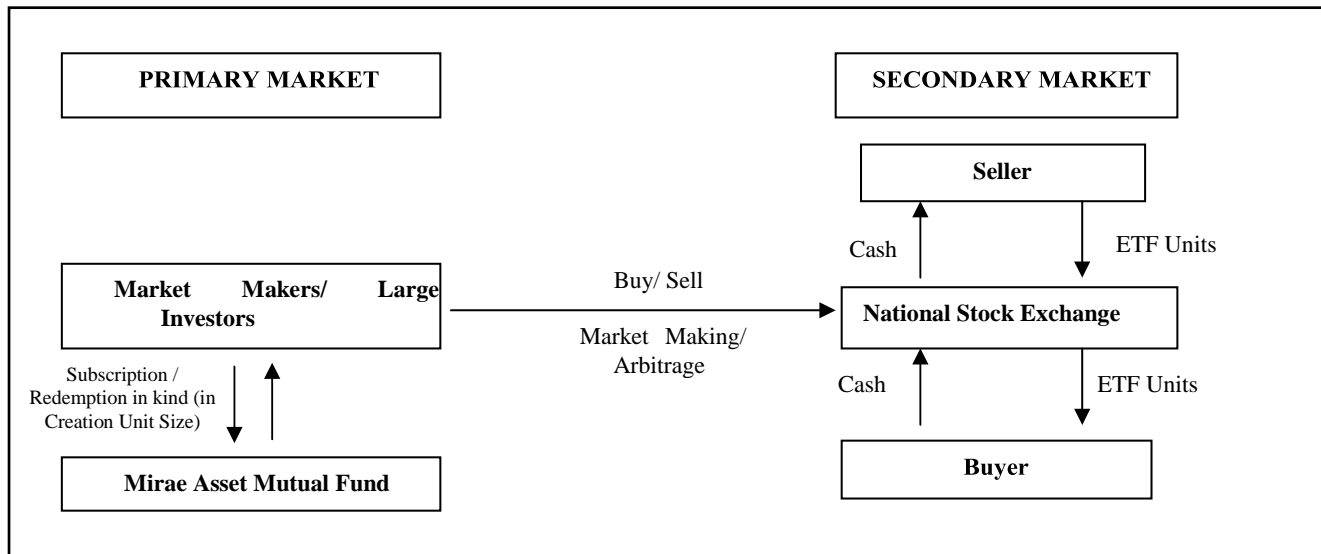 PRIMARY MARKET
SECONDARY MARKET
Seller
Cash
ETF Units
Market Makers/ Large
Investors
Buy/ Sell
Market Making/
Arbitrage
National Stock Exchange
Subscription /
Redemption in kind (in
Creation Unit Size)
Cash
ETF Units
Mirae Asset Mutual Fund
Buyer